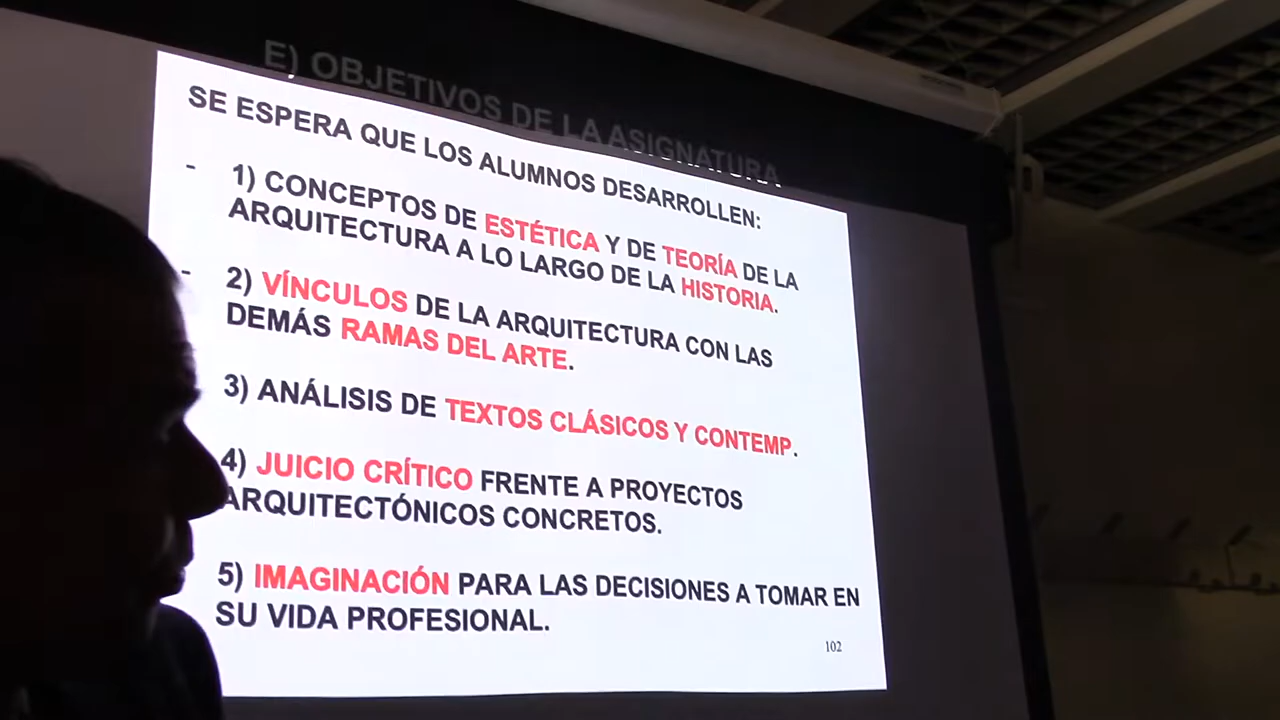 E) OBJETIVOS DE LA ASIGNATURA
SE ESPERA QUE LOS ALUMNOS DESARROLLEN:
- 1) CONCEPTOS DE ESTÉTICA Y DE TEORÍA DE LA
ARQUITECTURA A LO LARGO DE LA HISTORIA.
- 2) VÍNCULOS DE LA ARQUITECTURA CON LAS
DEMÁS RAMAS DEL ARTE.
3) ANÁLISIS DE TEXTOS CLÁSICOS Y CONTEMP.
4) JUICIO CRÍTICO FRENTE A PROYECTOS
ARQUITECTÓNICOS CONCRETOS.
5) IMAGINACIÓN PARA LAS DECISIONES A TOMAR EN
SU VIDA PROFESIONAL.
102